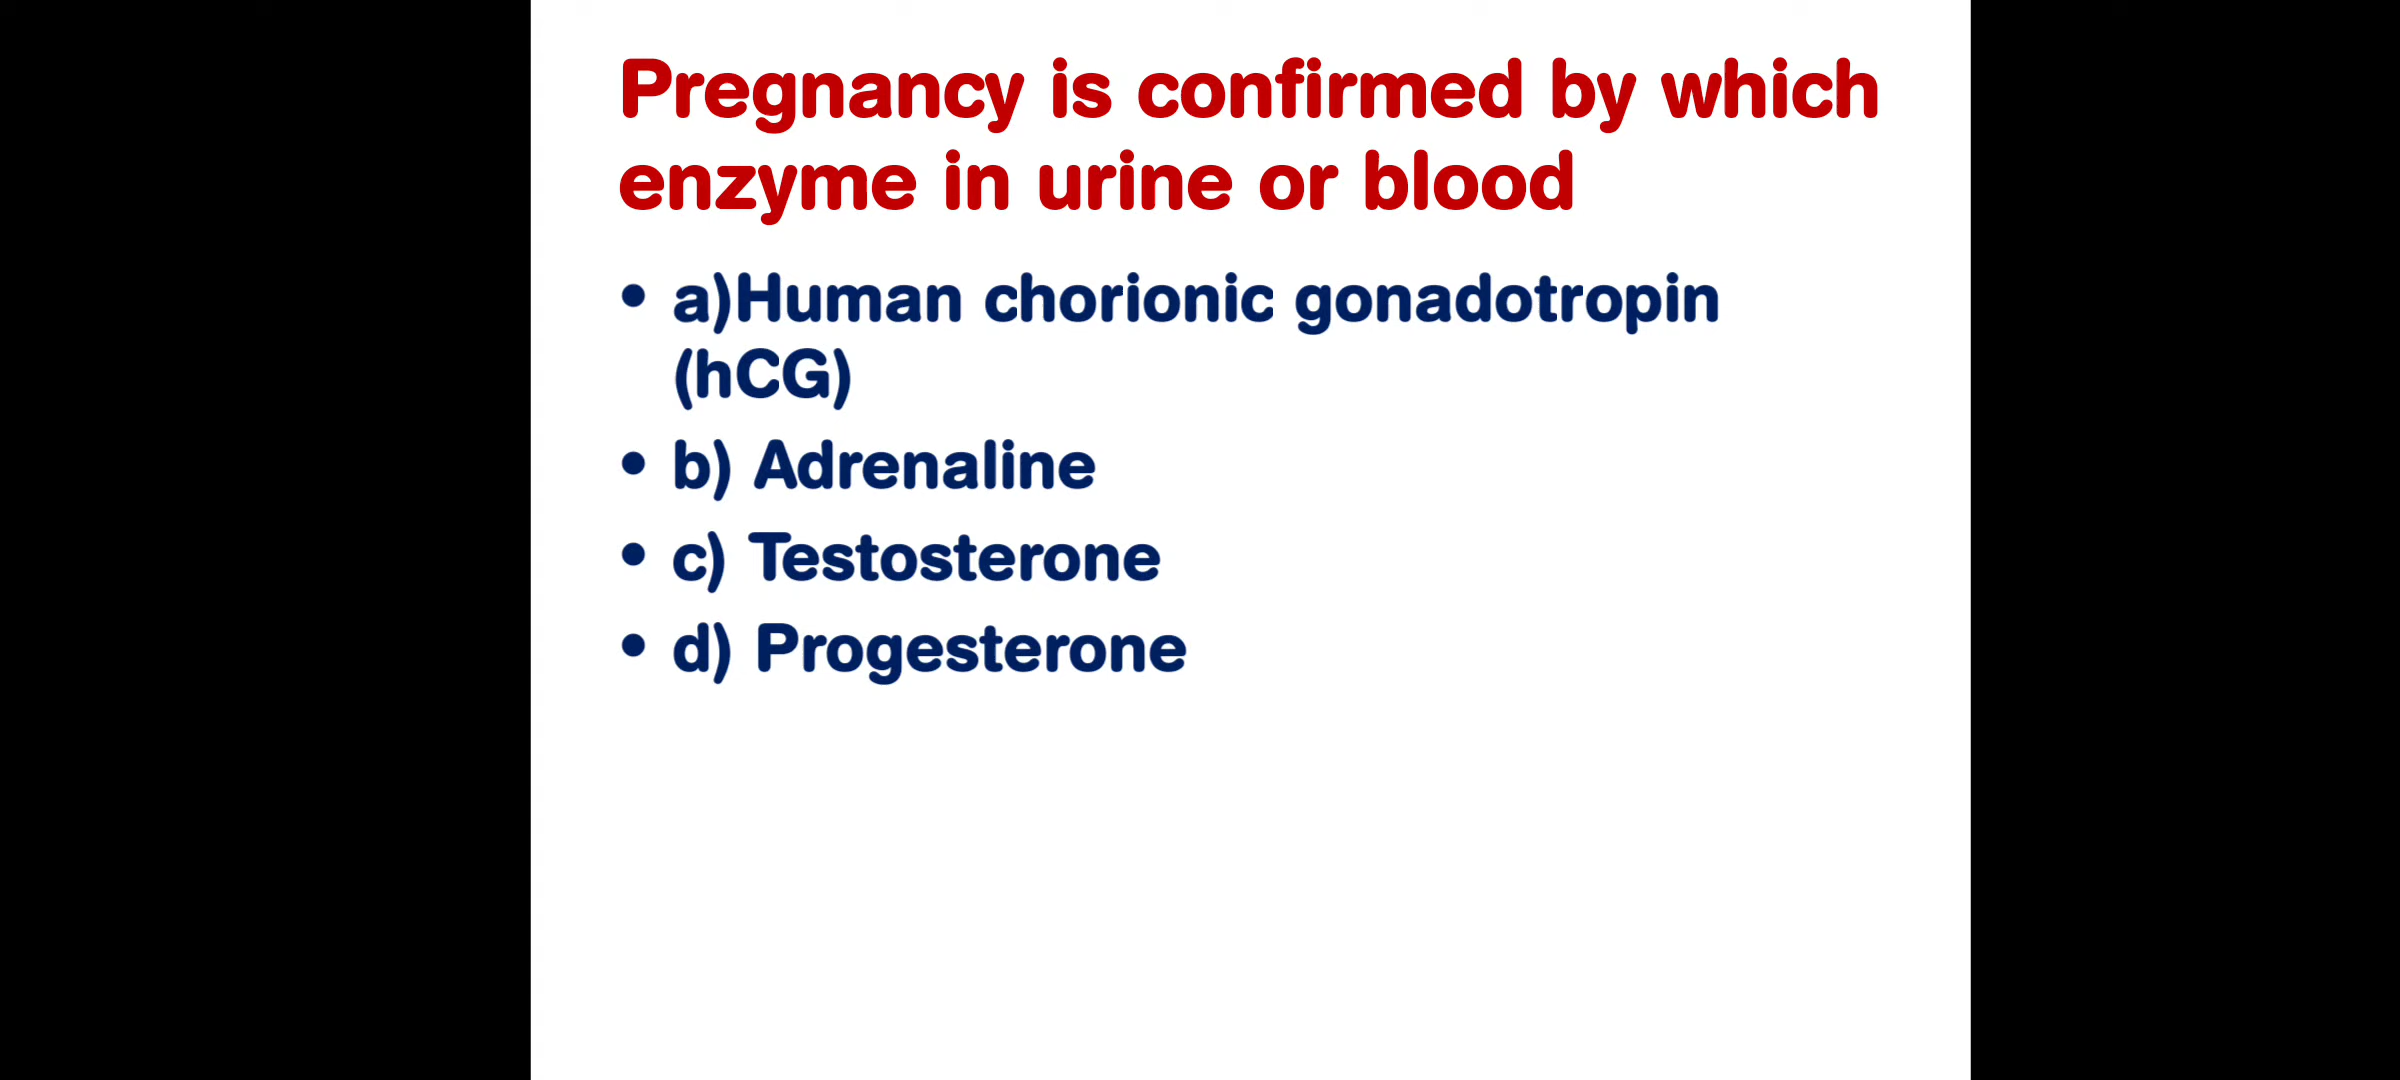 Pregnancy is confirmed by which
enzyme in urine or blood
• a)Human chorionic gonadotropin
(hCG)
• b) Adrenaline
• c) Testosterone
• d) Progesterone